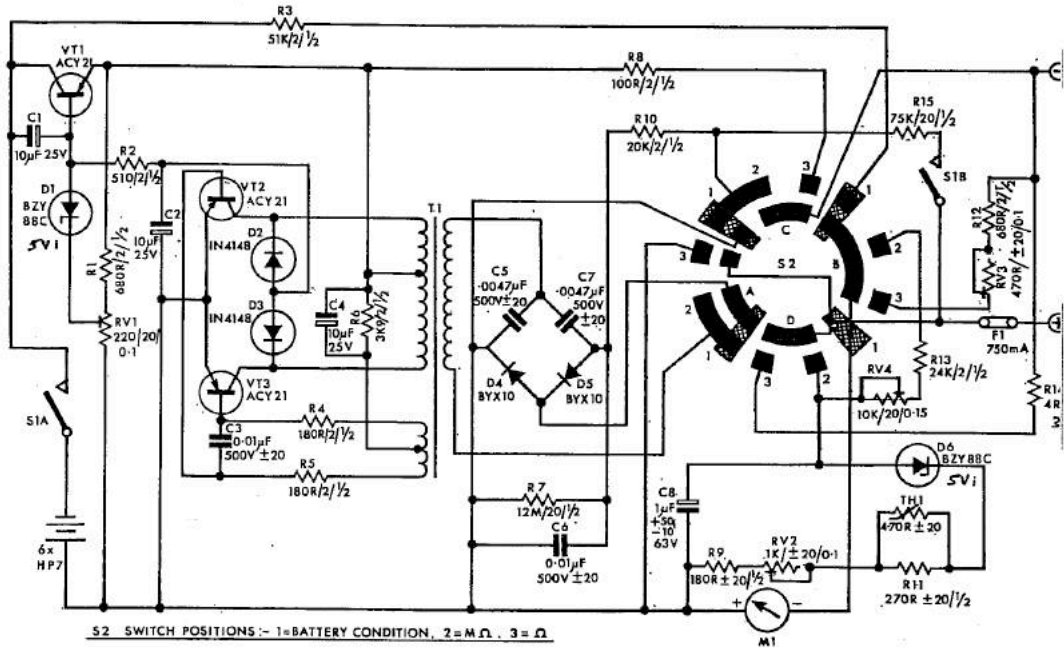 R3
51K/2/½
VT1
ACY21
R8
100R/2/½
R15
75K/20/½
C1
10µF 25V
R10
20K/2/½
R2
510/2/½
VT2
ACY 21
T.1
2
3
1
1
C
S1B
D1
BZY
88C
5Vi
C2
10µF
25V
IN4148
D2
R12
680R/2/½
3
S2
B
2
R1
680R/2/½
C5
·0047µF
500V±20
C7
·0047µF
500V
±20
A
RV3
470R/±20/0·1
D3
IN4148
C4
10µF
25V
R6
3K9/2/½
2
3
RV1
220/20/
0·1
D
1
1
F1
750mA
D4
BYX10
D5
BYX10
3
2
RV4
R13
24K/2/½
VT3
ACY21
10K/20/0·15
R1
4R
S1A
C3
0·01µF
500V±20
R4
180R/2/½
D6
BZY88C
5Vi
R5
180R/2/½
R7
12M/20/½
C8
1µF
+50
-10
63V
TH1
470R±20
C6
0·01µF
500V±20
RV2
1K/±20/0·1
6x
HP7
R9
180R±20/½
R11
270R ±20/½
+
-
M1
S2 SWITCH POSITIONS:- 1=BATTERY CONDITION, 2=MΩ, 3=Ω